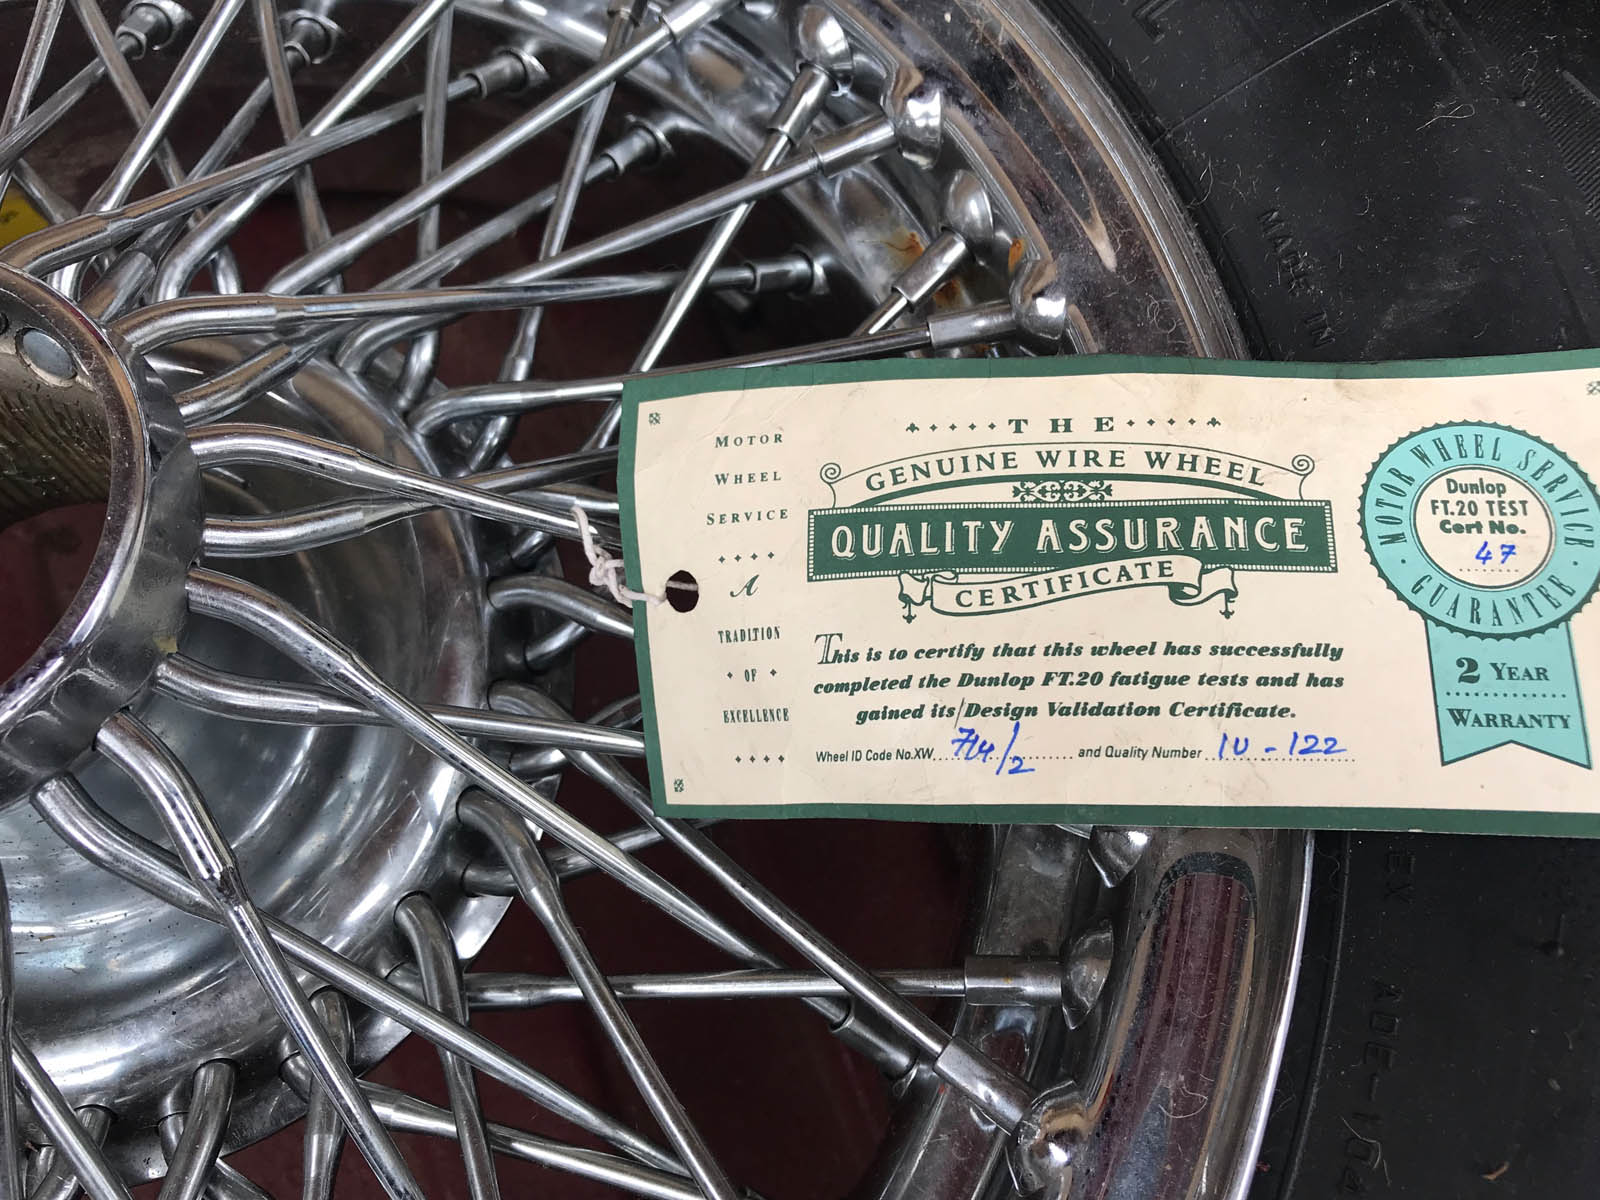 MOTOR
WHEEL
SERVICE
A
TRADITION
OF
EXCELLENCE
THE
GENUINE WIRE WHEEL
QUALITY ASSURANCE
CERTIFICATE
This is to certify that this wheel has successfully
completed the Dunlop FT.20 fatigue tests and has
gained its Design Validation Certificate.
Wheel ID Code No.XW. 714/2 and Quality Number 10 - 122
MOTOR WHEEL SERVICE
Dunlop
FT.20 TEST
Cert No.
47
GUARANTEE
2 YEAR
WARRANTY
MADE IN